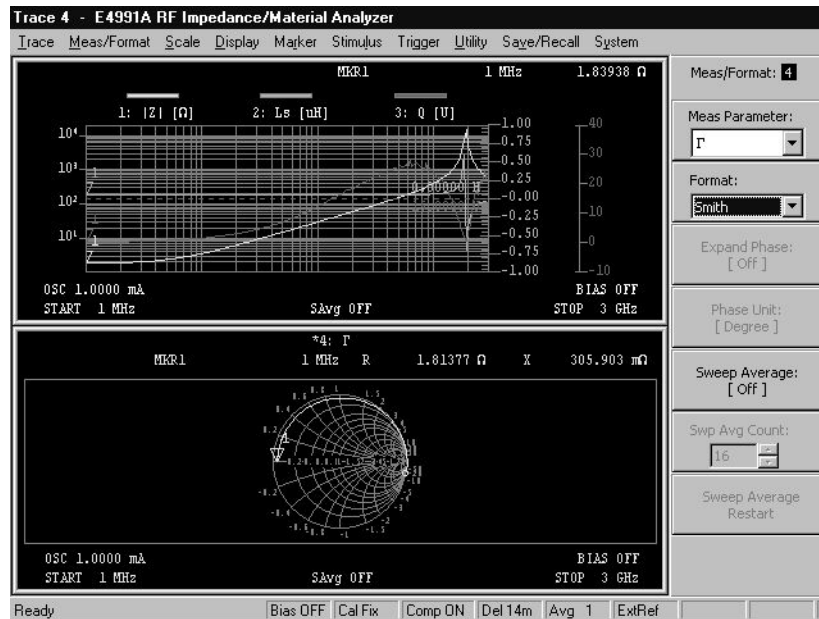 Trace 4 - E4991A RF Impedance/Material Analyzer
Trace Meas/Format Scale Display Marker Stimulus Trigger Utility Save/Recall System
MKR1 1 MHz 1.83938 Ω
1: |Z| [Ω] 2: Ls [uH] 3: Q [U]
10⁴
10³
10²
10¹
1
1
1.00
0.75
0.50
0.25
-0.00
-0.25
-0.50
-0.75
-1.00
40
30
20
10
0
-10
OSC 1.0000 mA BIAS OFF
START 1 MHz SAvg OFF STOP 3 GHz
*4: Γ
MKR1 1 MHz R 1.81377 Ω X 305.903 mΩ
4
OSC 1.0000 mA BIAS OFF
START 1 MHz SAvg OFF STOP 3 GHz
Meas/Format: 4
Meas Parameter:
Γ
Format:
Smith
Expand Phase:
[ Off ]
Phase Unit:
[ Degree ]
Sweep Average:
[ Off ]
Swp Avg Count:
16
Sweep Average
Restart
Ready Bias OFF Cal Fix Comp ON Del 14m Avg 1 ExtRef